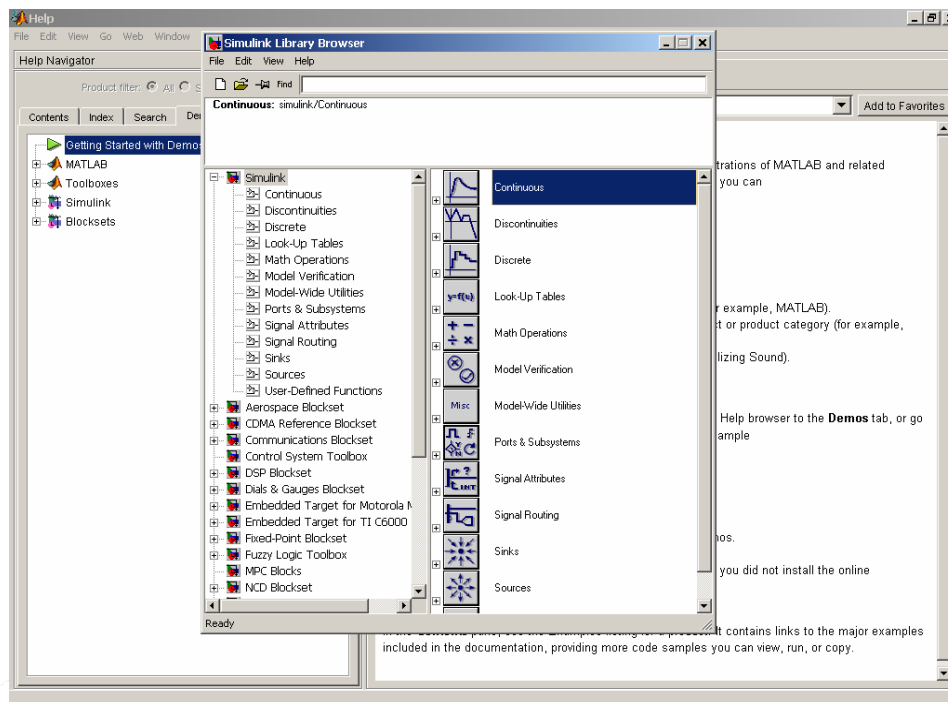 Help
File Edit View Go Web Window
Help Navigator
Product filter: All
Contents Index Search
Getting Started with Demos
MATLAB
Toolboxes
Simulink
Blocksets
Simulink Library Browser
File Edit View Help
Find
Continuous: simulink/Continuous
Simulink
Continuous
Discontinuities
Discrete
Look-Up Tables
Math Operations
Model Verification
Model-Wide Utilities
Ports & Subsystems
Signal Attributes
Signal Routing
Sinks
Sources
User-Defined Functions
Aerospace Blockset
CDMA Reference Blockset
Communications Blockset
Control System Toolbox
DSP Blockset
Dials & Gauges Blockset
Embedded Target for Motorola
Embedded Target for TI C6000
Fixed-Point Blockset
Fuzzy Logic Toolbox
MPC Blocks
NCD Blockset
Continuous
Discontinuities
Discrete
y=f(u) Look-Up Tables
Math Operations
Model Verification
Misc Model-Wide Utilities
Ports & Subsystems
Signal Attributes
Signal Routing
Sinks
Sources
Ready
Add to Favorites
trations of MATLAB and related
you can
r example, MATLAB).
ct or product category (for example,
lizing Sound).
Help browser to the Demos tab, or go
ample
nos.
you did not install the online
It contains links to the major examples
included in the documentation, providing more code samples you can view, run, or copy.